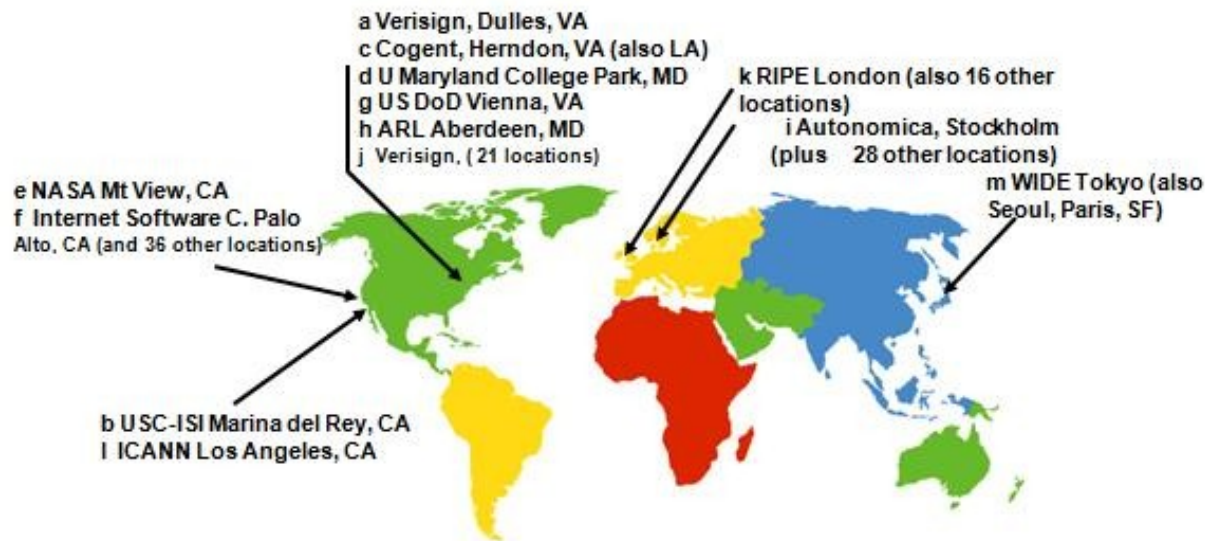 a Verisign, Dulles, VA
c Cogent, Herndon, VA (also LA)
d U Maryland College Park, MD
g US DoD Vienna, VA
h ARL Aberdeen, MD
j Verisign, ( 21 locations)
k RIPE London (also 16 other
locations)
i Autonomica, Stockholm
(plus 28 other locations)
m WIDE Tokyo (also
Seoul, Paris, SF)
e NASA Mt View, CA
f Internet Software C. Palo
Alto, CA (and 36 other locations)
b USC-ISI Marina del Rey, CA
l ICANN Los Angeles, CA